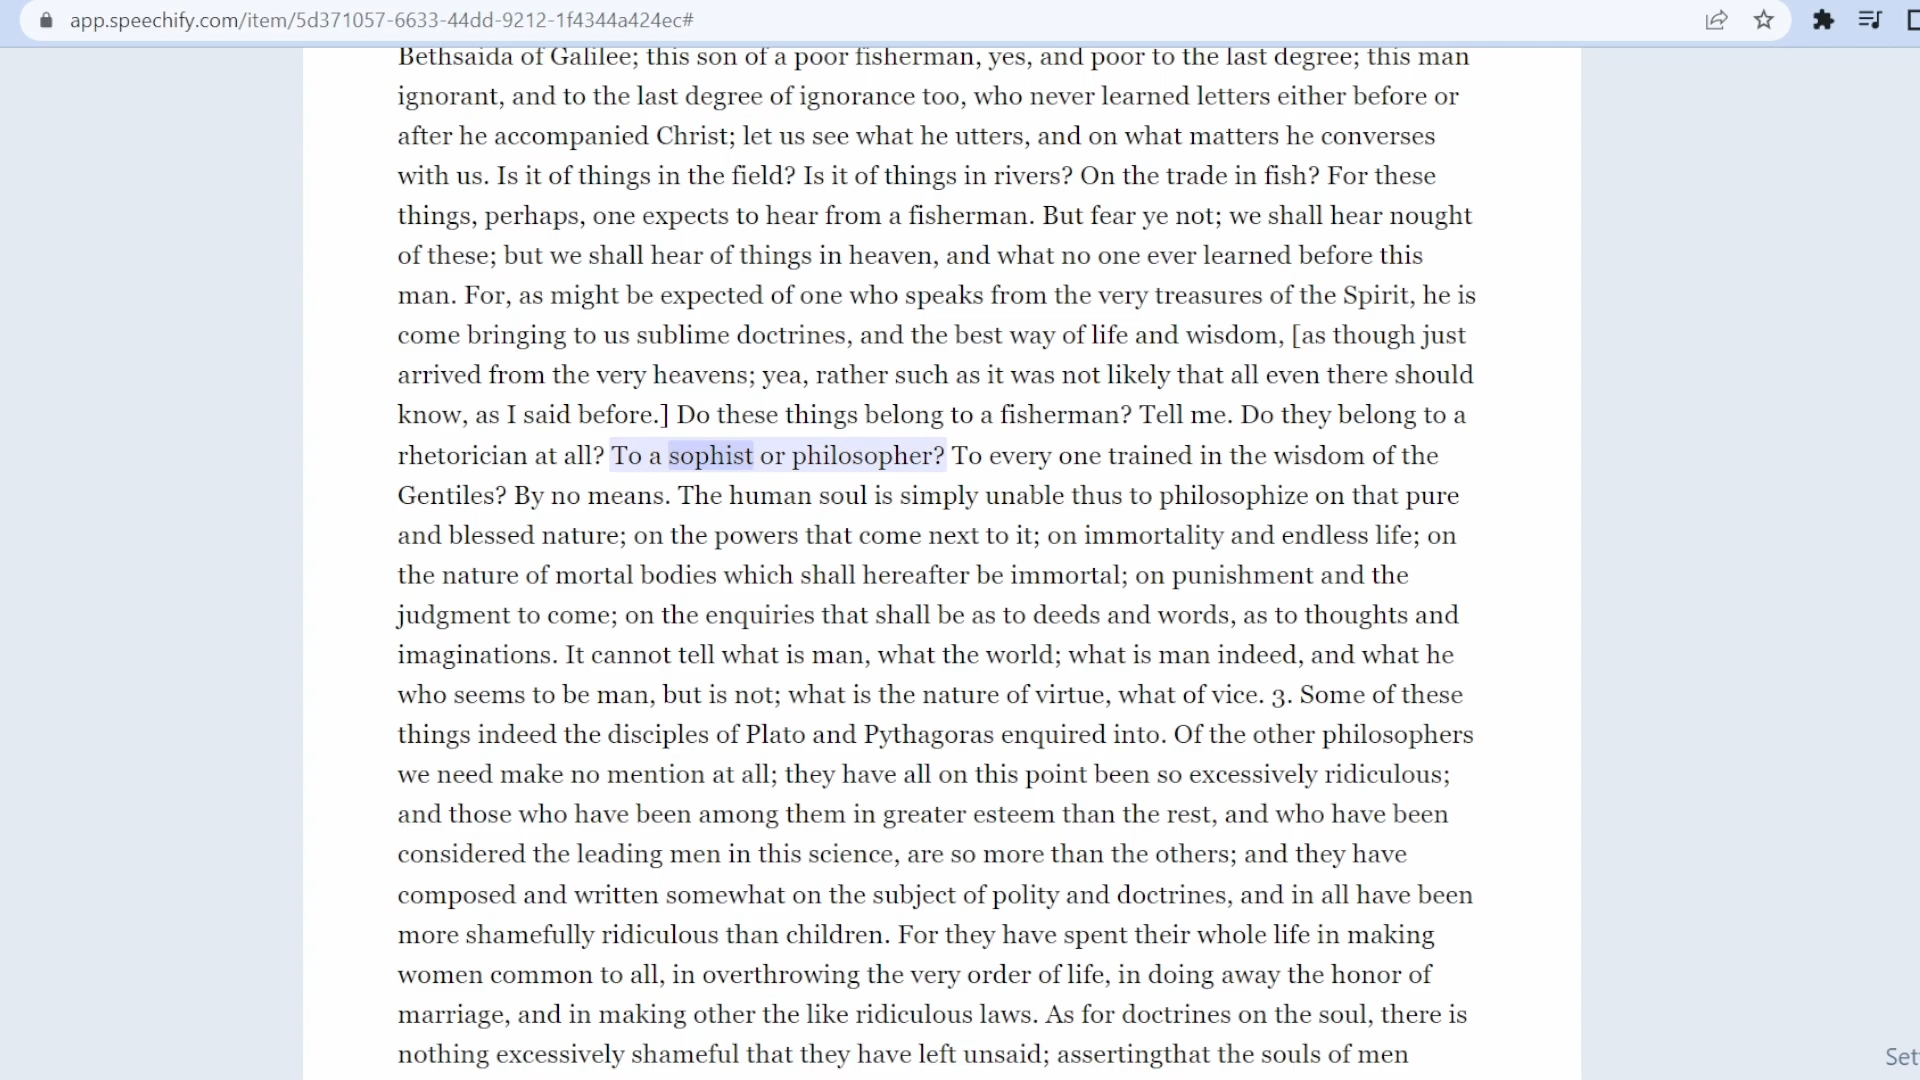 app.speechify.com/item/5d371057-6633-44dd-9212-1f4344a424ec#
Bethsaida of Galilee; this son of a poor fisherman, yes, and poor to the last degree; this man
ignorant, and to the last degree of ignorance too, who never learned letters either before or
after he accompanied Christ; let us see what he utters, and on what matters he converses
with us. Is it of things in the field? Is it of things in rivers? On the trade in fish? For these
things, perhaps, one expects to hear from a fisherman. But fear ye not; we shall hear nought
of these; but we shall hear of things in heaven, and what no one ever learned before this
man. For, as might be expected of one who speaks from the very treasures of the Spirit, he is
come bringing to us sublime doctrines, and the best way of life and wisdom, [as though just
arrived from the very heavens; yea, rather such as it was not likely that all even there should
know, as I said before.] Do these things belong to a fisherman? Tell me. Do they belong to a
rhetorician at all? To a sophist or philosopher? To every one trained in the wisdom of the
Gentiles? By no means. The human soul is simply unable thus to philosophize on that pure
and blessed nature; on the powers that come next to it; on immortality and endless life; on
the nature of mortal bodies which shall hereafter be immortal; on punishment and the
judgment to come; on the enquiries that shall be as to deeds and words, as to thoughts and
imaginations. It cannot tell what is man, what the world; what is man indeed, and what he
who seems to be man, but is not; what is the nature of virtue, what of vice. 3. Some of these
things indeed the disciples of Plato and Pythagoras enquired into. Of the other philosophers
we need make no mention at all; they have all on this point been so excessively ridiculous;
and those who have been among them in greater esteem than the rest, and who have been
considered the leading men in this science, are so more than the others; and they have
composed and written somewhat on the subject of polity and doctrines, and in all have been
more shamefully ridiculous than children. For they have spent their whole life in making
women common to all, in overthrowing the very order of life, in doing away the honor of
marriage, and in making other the like ridiculous laws. As for doctrines on the soul, there is
nothing excessively shameful that they have left unsaid; assertingthat the souls of men
Set